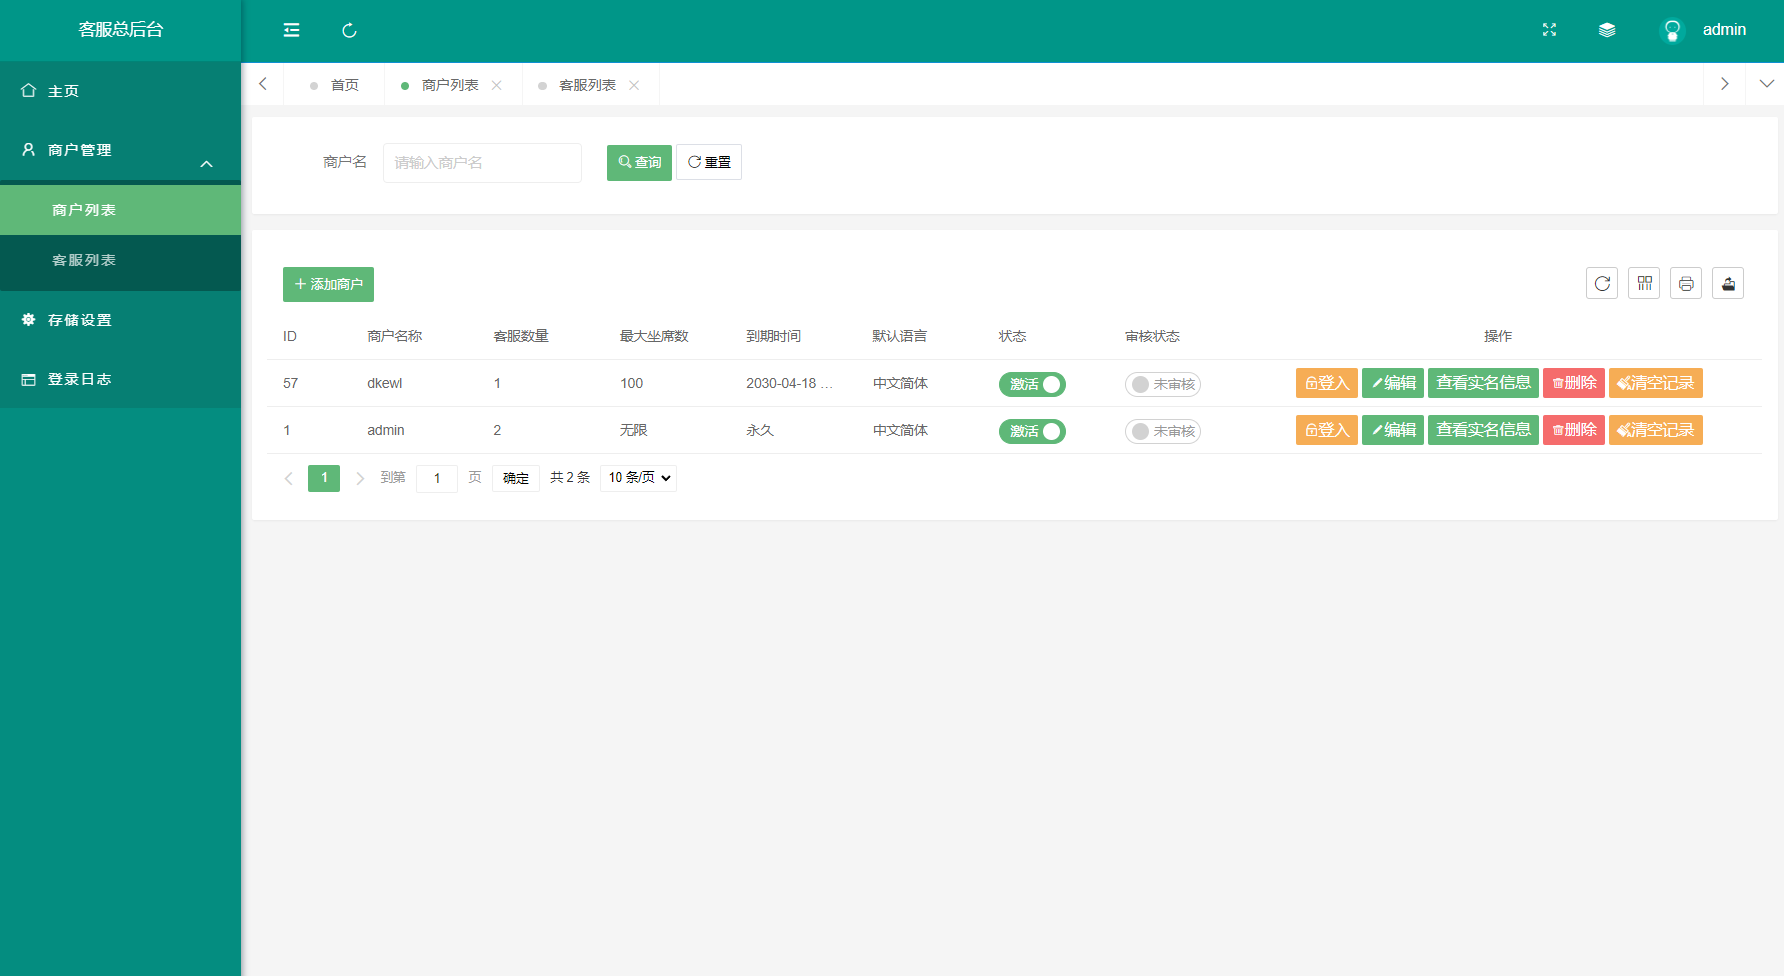 客服总后台
admin
主页
商户管理
商户列表
客服列表
存储设置
登录日志
首页
商户列表
客服列表
商户名 请输入商户名 查询 重置
添加商户
ID 商户名称 客服数量 最大坐席数 到期时间 默认语言 状态 审核状态 操作
57 dkewl 1 100 2030-04-18 ... 中文简体 激活 未审核 登入 编辑 查看实名信息 删除 清空记录
1 admin 2 无限 永久 中文简体 激活 未审核 登入 编辑 查看实名信息 删除 清空记录
1 到第 1 页 确定 共 2 条 10 条/页